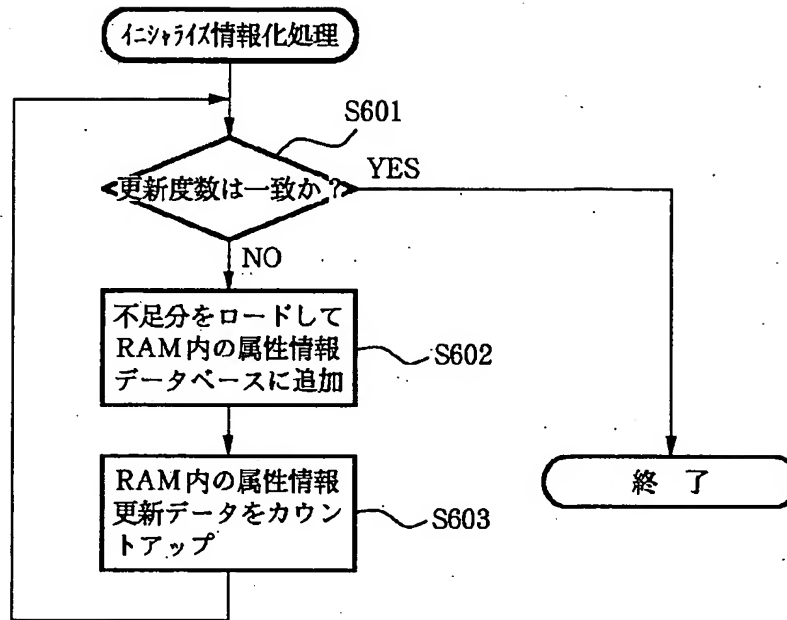 イニシャライズ情報化処理
S601
更新度数は一致か?
YES
NO
不足分をロードして
RAM内の属性情報
データベースに追加
S602
RAM内の属性情報
更新データをカウン
トアップ
S603
終 了